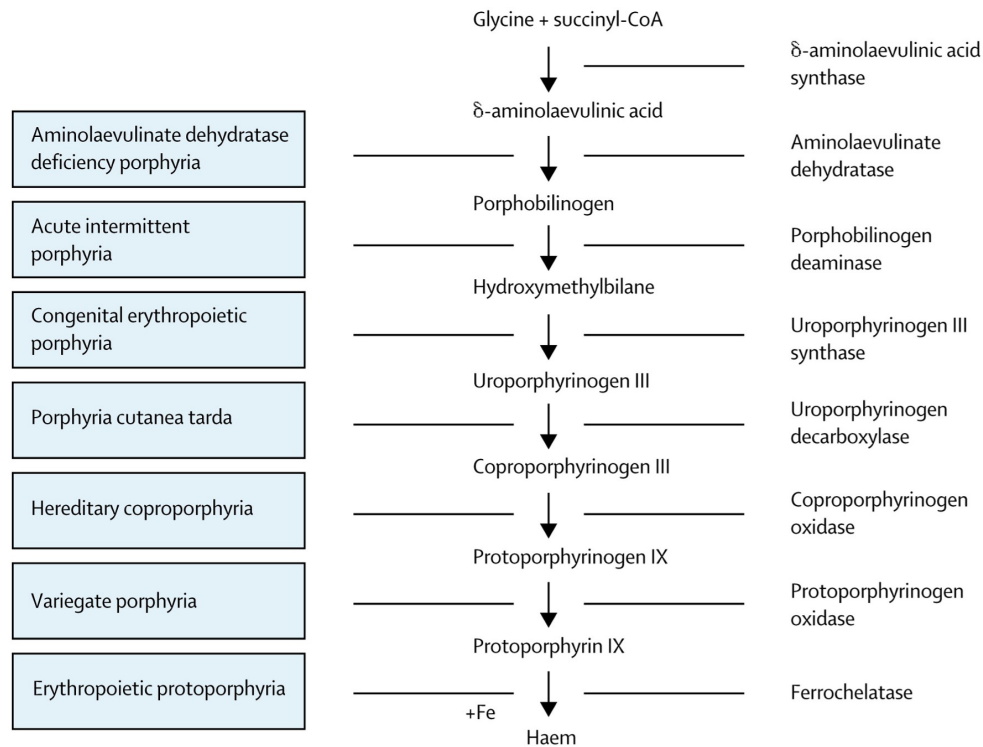 Glycine + succinyl-CoA
δ-aminolaevulinic acid
synthase
δ-aminolaevulinic acid
Aminolaevulinate dehydratase
deficiency porphyria
Aminolaevulinate
dehydratase
Porphobilinogen
Acute intermittent
porphyria
Porphobilinogen
deaminase
Hydroxymethylbilane
Congenital erythropoietic
porphyria
Uroporphyrinogen III
synthase
Uroporphyrinogen III
Porphyria cutanea tarda
Uroporphyrinogen
decarboxylase
Coproporphyrinogen III
Hereditary coproporphyria
Coproporphyrinogen
oxidase
Protoporphyrinogen IX
Variegate porphyria
Protoporphyrinogen
oxidase
Protoporphyrin IX
Erythropoietic protoporphyria
Ferrochelatase
+Fe
Haem